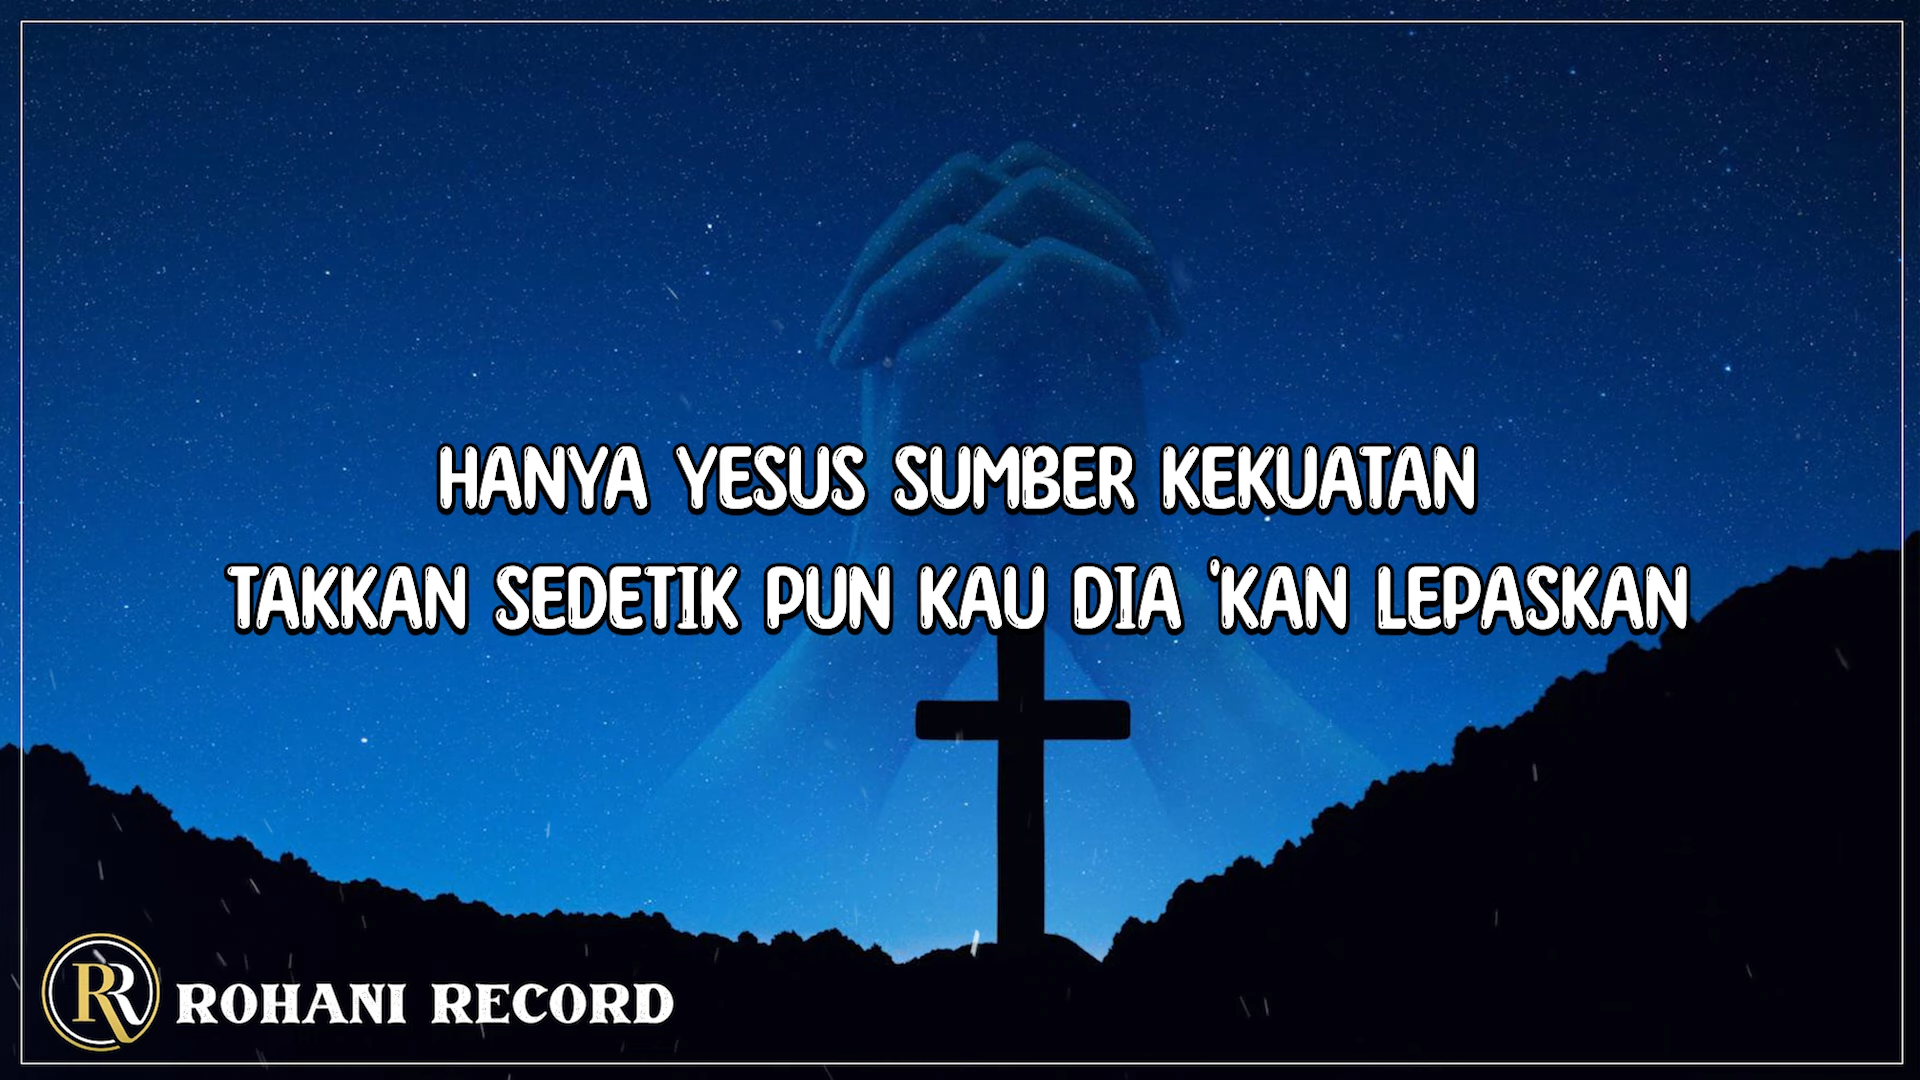 HANYA YESUS SUMBER KEKUATAN
TAKKAN SEDETIK PUN KAU DIA 'KAN LEPASKAN
RR ROHANI RECORD